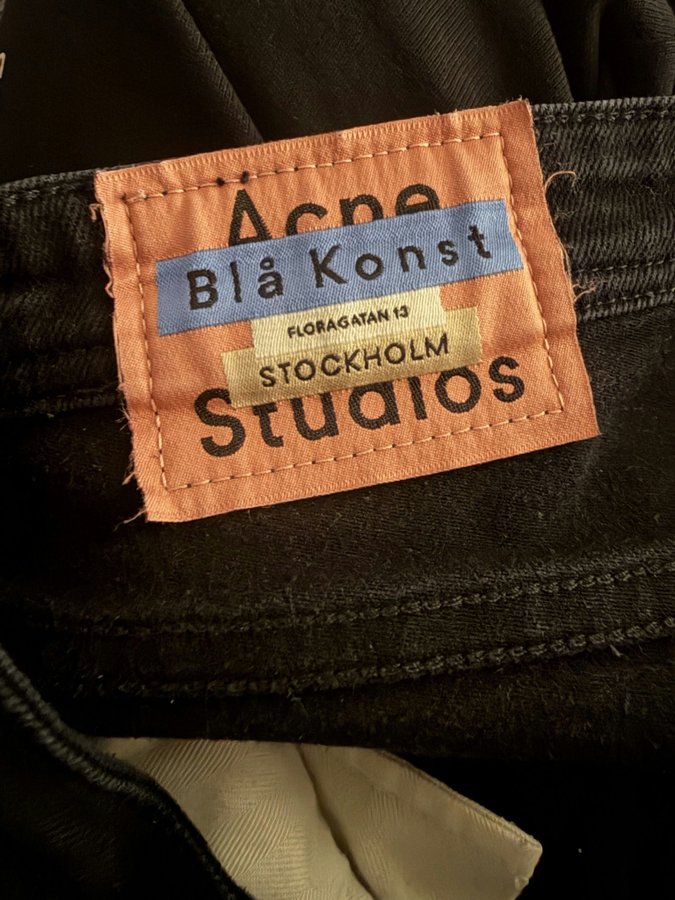 Acne
Blå Konst
FLORAGATAN 13
STOCKHOLM
Studios